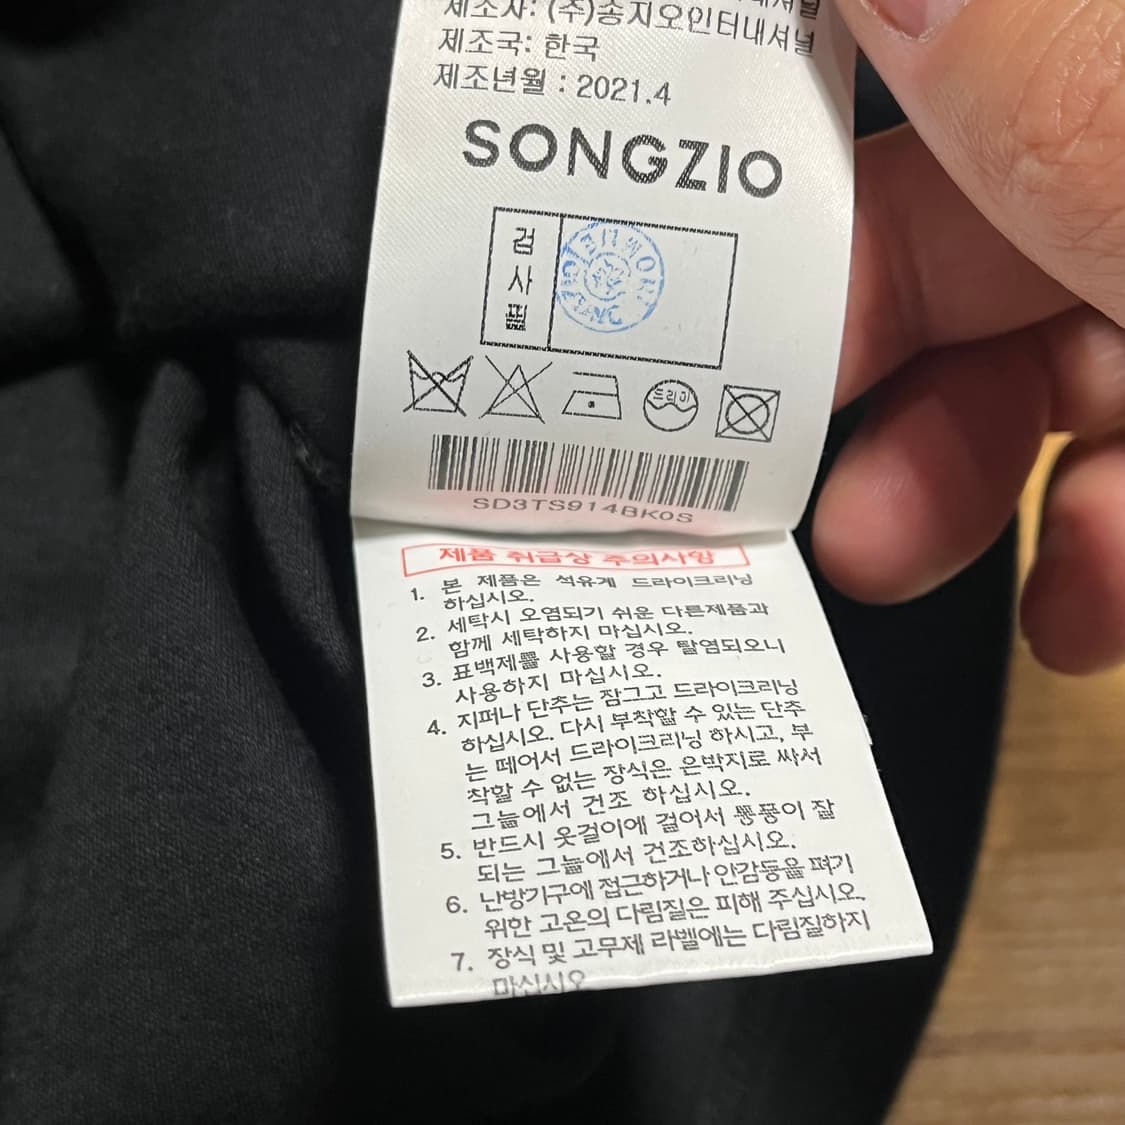 제조자: (주)송지오인터내셔널
제조국: 한국
제조년월 : 2021.4
SONGZIO
검
사
필
드라이
SD3TS914BK0S
제품 취급상 주의사항
1. 본 제품은 석유계 드라이크리닝
하십시오.
2. 세탁시 오염되기 쉬운 다른제품과
함께 세탁하지 마십시오.
3. 표백제를 사용할 경우 탈염되오니
사용하지 마십시오.
4. 지퍼나 단추는 잠그고 드라이크리닝
하십시오. 다시 부착할 수 있는 단추
는 떼어서 드라이크리닝 하시고, 부
착할 수 없는 장식은 은박지로 싸서
그늘에서 건조 하십시오.
5. 반드시 옷걸이에 걸어서 통풍이 잘
되는 그늘에서 건조하십시오.
6. 난방기구에 접근하거나 안감등을 펴기
위한 고온의 다림질은 피해 주십시오.
7. 장식 및 고무제 라벨에는 다림질하지
마십시오